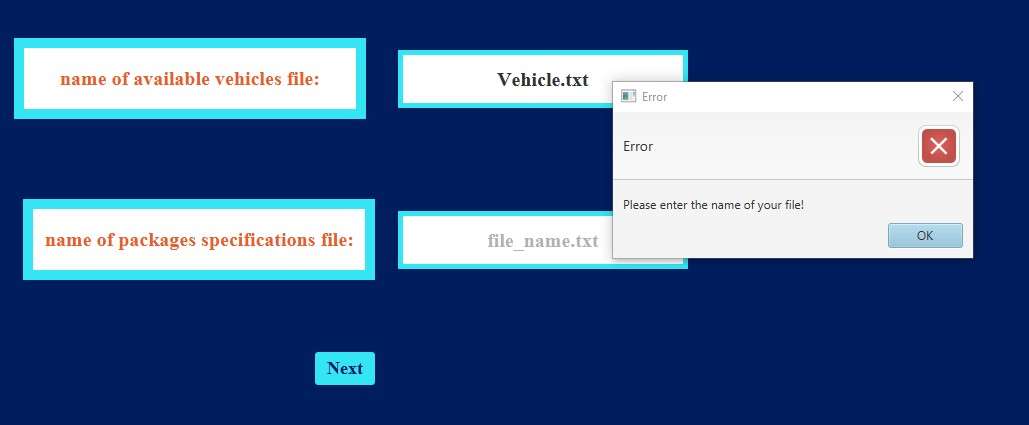 name of available vehicles file:
Vehicle.txt
Error
Error
Please enter the name of your file!
OK
name of packages specifications file:
file_name.txt
Next